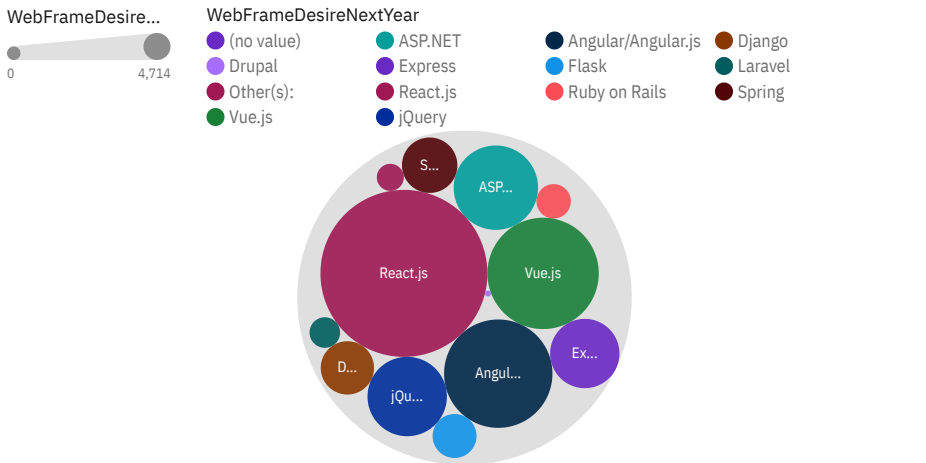 WebFrameDesire...
0
4,714
WebFrameDesireNextYear
(no value)
ASP.NET
Angular/Angular.js
Django
Drupal
Express
Flask
Laravel
Other(s):
React.js
Ruby on Rails
Spring
Vue.js
jQuery
S...
ASP...
React.js
Vue.js
Ex...
D...
Angul...
jQu...